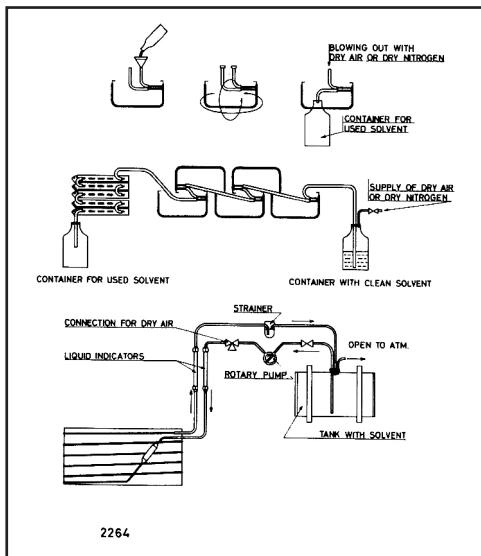 BLOWING OUT WITH
DRY AIR OR DRY NITROGEN
CONTAINER FOR
USED SOLVENT
SUPPLY OF DRY AIR
OR DRY NITROGEN
CONTAINER FOR USED SOLVENT
CONTAINER WITH CLEAN SOLVENT
STRAINER
CONNECTION FOR DRY AIR
OPEN TO ATM.
LIQUID INDICATORS
ROTARY PUMP
TANK WITH SOLVENT
2264